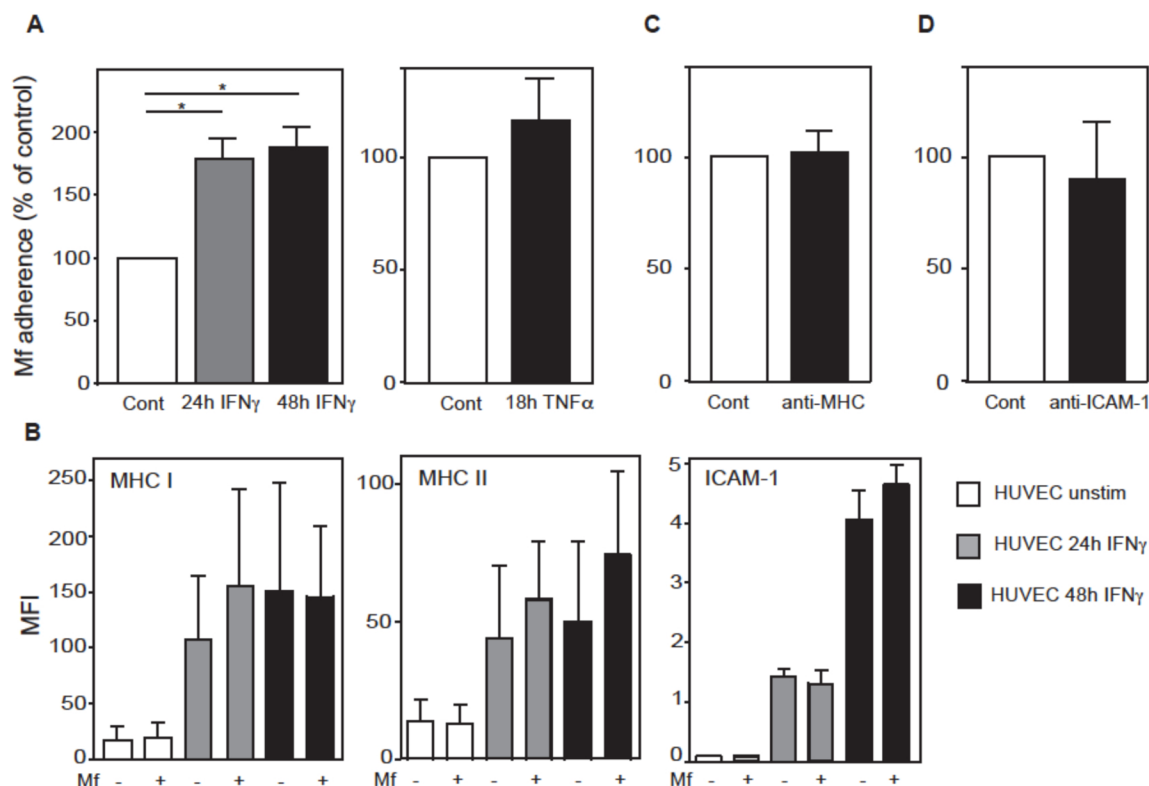 A
C
D
Mf adherence (% of control)
200
150
100
50
0
*
*
Cont 24h IFNγ 48h IFNγ
100
50
0
Cont 18h TNFα
100
50
0
Cont anti-MHC
100
50
0
Cont anti-ICAM-1
B
MFI
250
200
150
100
50
0
MHC I
Mf - + - + - +
100
50
0
MHC II
Mf - + - + - +
5
4
3
2
1
0
ICAM-1
Mf - + - + - +
HUVEC unstim
HUVEC 24h IFNγ
HUVEC 48h IFNγ